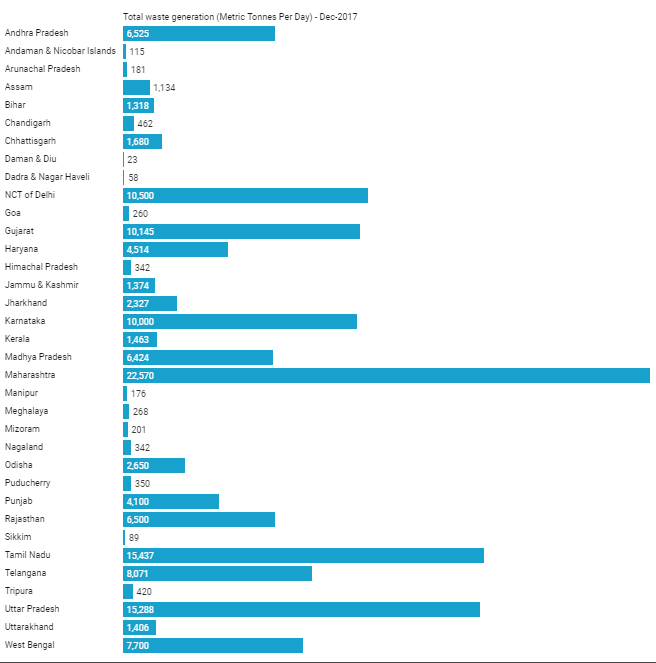 Total waste generation (Metric Tonnes Per Day) - Dec-2017
Andhra Pradesh 6,525
Andaman & Nicobar Islands 115
Arunachal Pradesh 181
Assam 1,134
Bihar 1,318
Chandigarh 462
Chhattisgarh 1,680
Daman & Diu 23
Dadra & Nagar Haveli 58
NCT of Delhi 10,500
Goa 260
Gujarat 10,145
Haryana 4,514
Himachal Pradesh 342
Jammu & Kashmir 1,374
Jharkhand 2,327
Karnataka 10,000
Kerala 1,463
Madhya Pradesh 6,424
Maharashtra 22,570
Manipur 176
Meghalaya 268
Mizoram 201
Nagaland 342
Odisha 2,650
Puducherry 350
Punjab 4,100
Rajasthan 6,500
Sikkim 89
Tamil Nadu 15,437
Telangana 8,071
Tripura 420
Uttar Pradesh 15,288
Uttarakhand 1,406
West Bengal 7,700